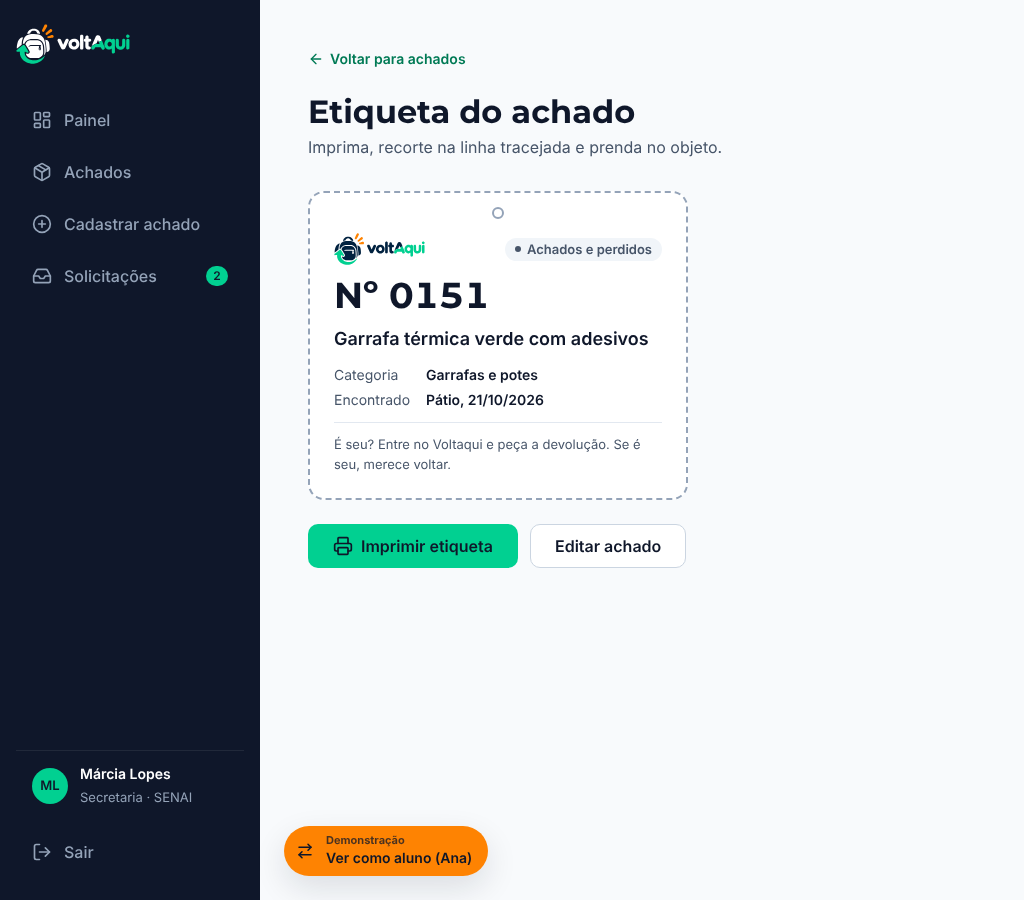 voltAqui
Painel
Achados
Cadastrar achado
Solicitações 2
ML
Márcia Lopes
Secretaria · SENAI
Sair
Voltar para achados
Etiqueta do achado
Imprima, recorte na linha tracejada e prenda no objeto.
voltAqui
Achados e perdidos
Nº 0151
Garrafa térmica verde com adesivos
Categoria Garrafas e potes
Encontrado Pátio, 21/10/2026
É seu? Entre no Voltaqui e peça a devolução. Se é
seu, merece voltar.
Imprimir etiqueta
Editar achado
Demonstração
Ver como aluno (Ana)